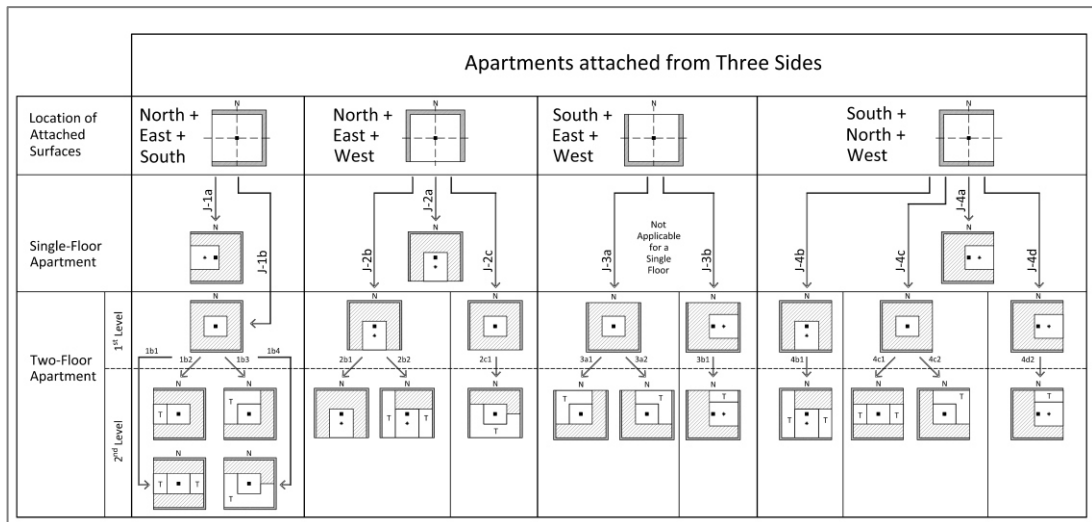 Apartments attached from Three Sides
Location of
Attached
Surfaces
North +
East +
South
N
North +
East +
West
N
South +
East +
West
N
South +
North +
West
N
Single-Floor
Apartment
J-1a
J-1b
N
J-2b
J-2a
J-2c
N
J-3a
Not
Applicable
for a
Single
Floor
J-3b
J-4b
J-4c
J-4a
J-4d
N
Two-Floor
Apartment
1st Level
N
N
N
N
N
N
N
N
1b1
1b2
1b3
1b4
2b1
2b2
2c1
3a1
3a2
3b1
4b1
4c1
4c2
4d2
2nd Level
N
T
N
T
N
N
T
T
N
T
N
T
N
T
N
T
N
T
T
N
T
T
N
T
N
T
N
T
T
N
T